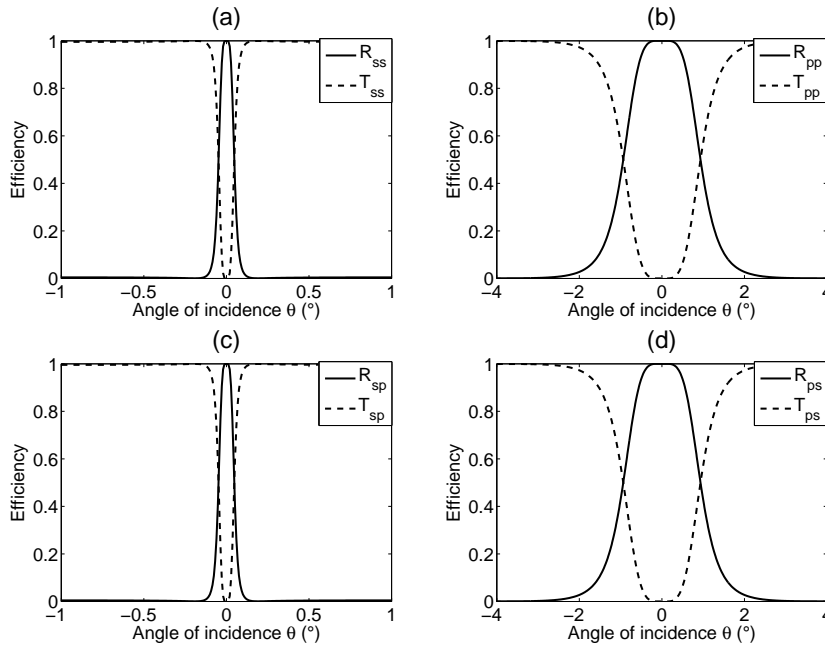 (a)
1
0.8
0.6
0.4
0.2
0
−1
−0.5
0
0.5
1
Efficiency
Angle of incidence θ (°)
R_ss
T_ss
(b)
1
0.8
0.6
0.4
0.2
0
−4
−2
0
2
4
Efficiency
Angle of incidence θ (°)
R_pp
T_pp
(c)
1
0.8
0.6
0.4
0.2
0
−1
−0.5
0
0.5
1
Efficiency
Angle of incidence θ (°)
R_sp
T_sp
(d)
1
0.8
0.6
0.4
0.2
0
−4
−2
0
2
4
Efficiency
Angle of incidence θ (°)
R_ps
T_ps